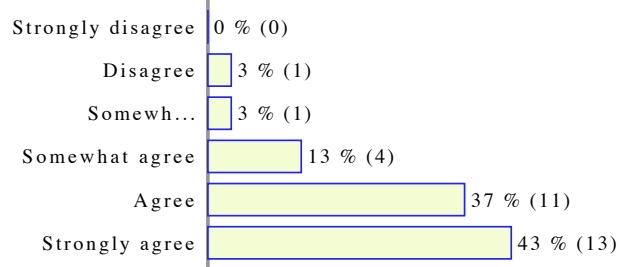 Strongly disagree 0 % (0)
Disagree 3 % (1)
Somewh... 3 % (1)
Somewhat agree 13 % (4)
Agree 37 % (11)
Strongly agree 43 % (13)